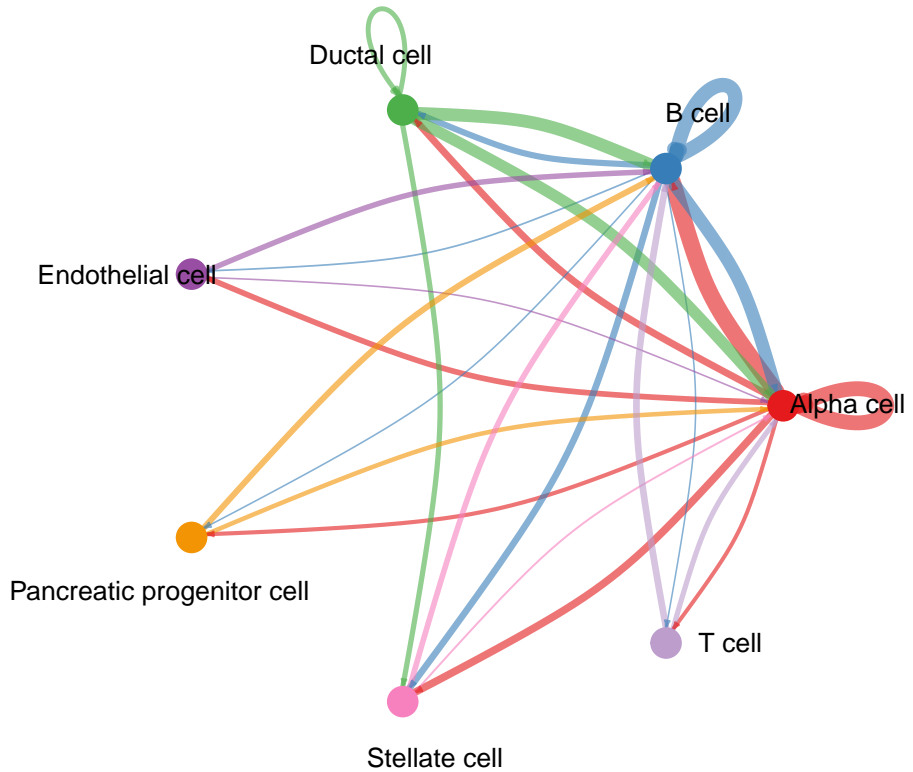 Ductal cell
B cell
Endothelial cell
Alpha cell
Pancreatic progenitor cell
T cell
Stellate cell